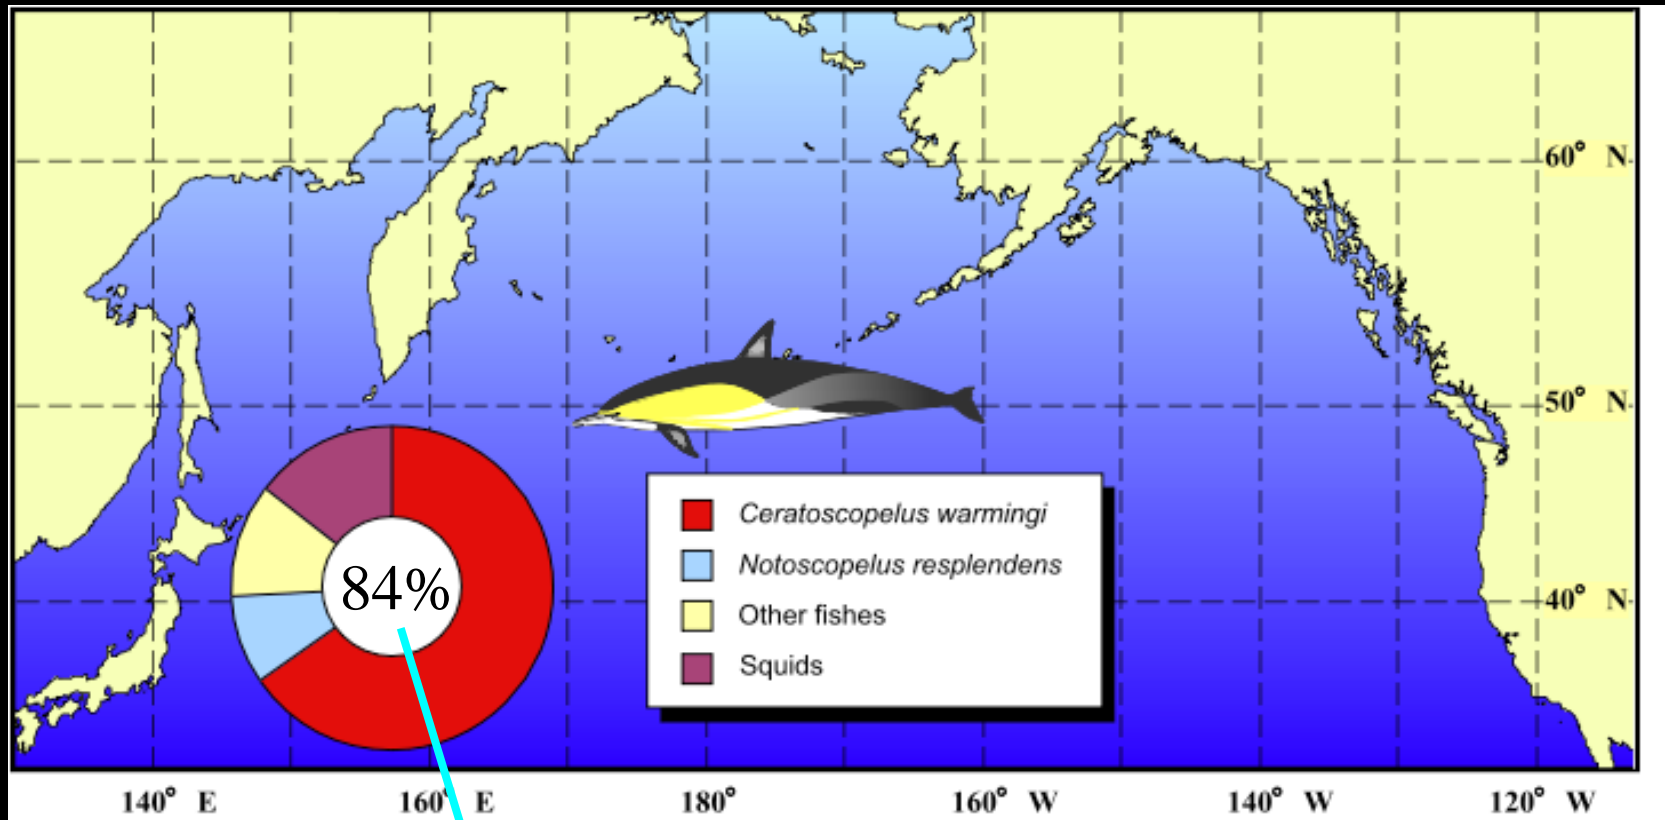 60° N
50° N
84%
Ceratoscopelus warmingi
Notoscopelus resplendens
Other fishes
Squids
40° N
140° E 160° E 180° 160° W 140° W 120° W